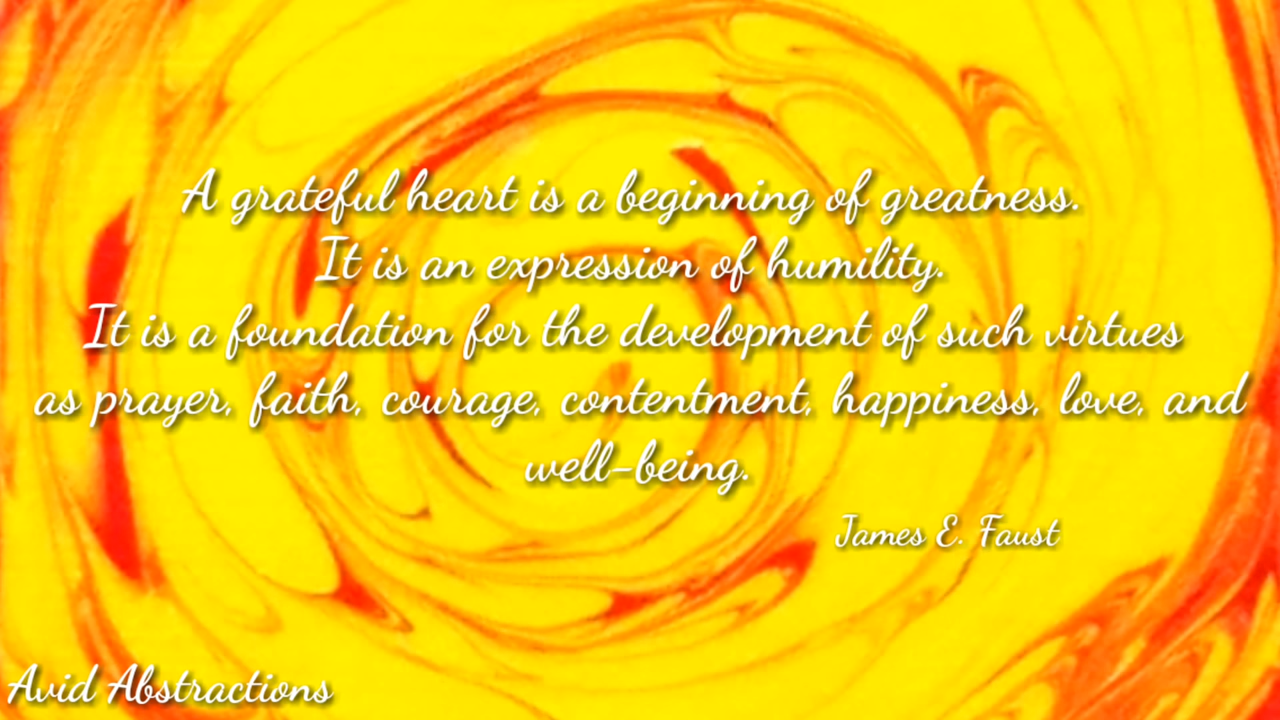 A grateful heart is a beginning of greatness.
It is an expression of humility.
It is a foundation for the development of such virtues
as prayer, faith, courage, contentment, happiness, love, and
well-being.
James E. Faust
Avid Abstractions